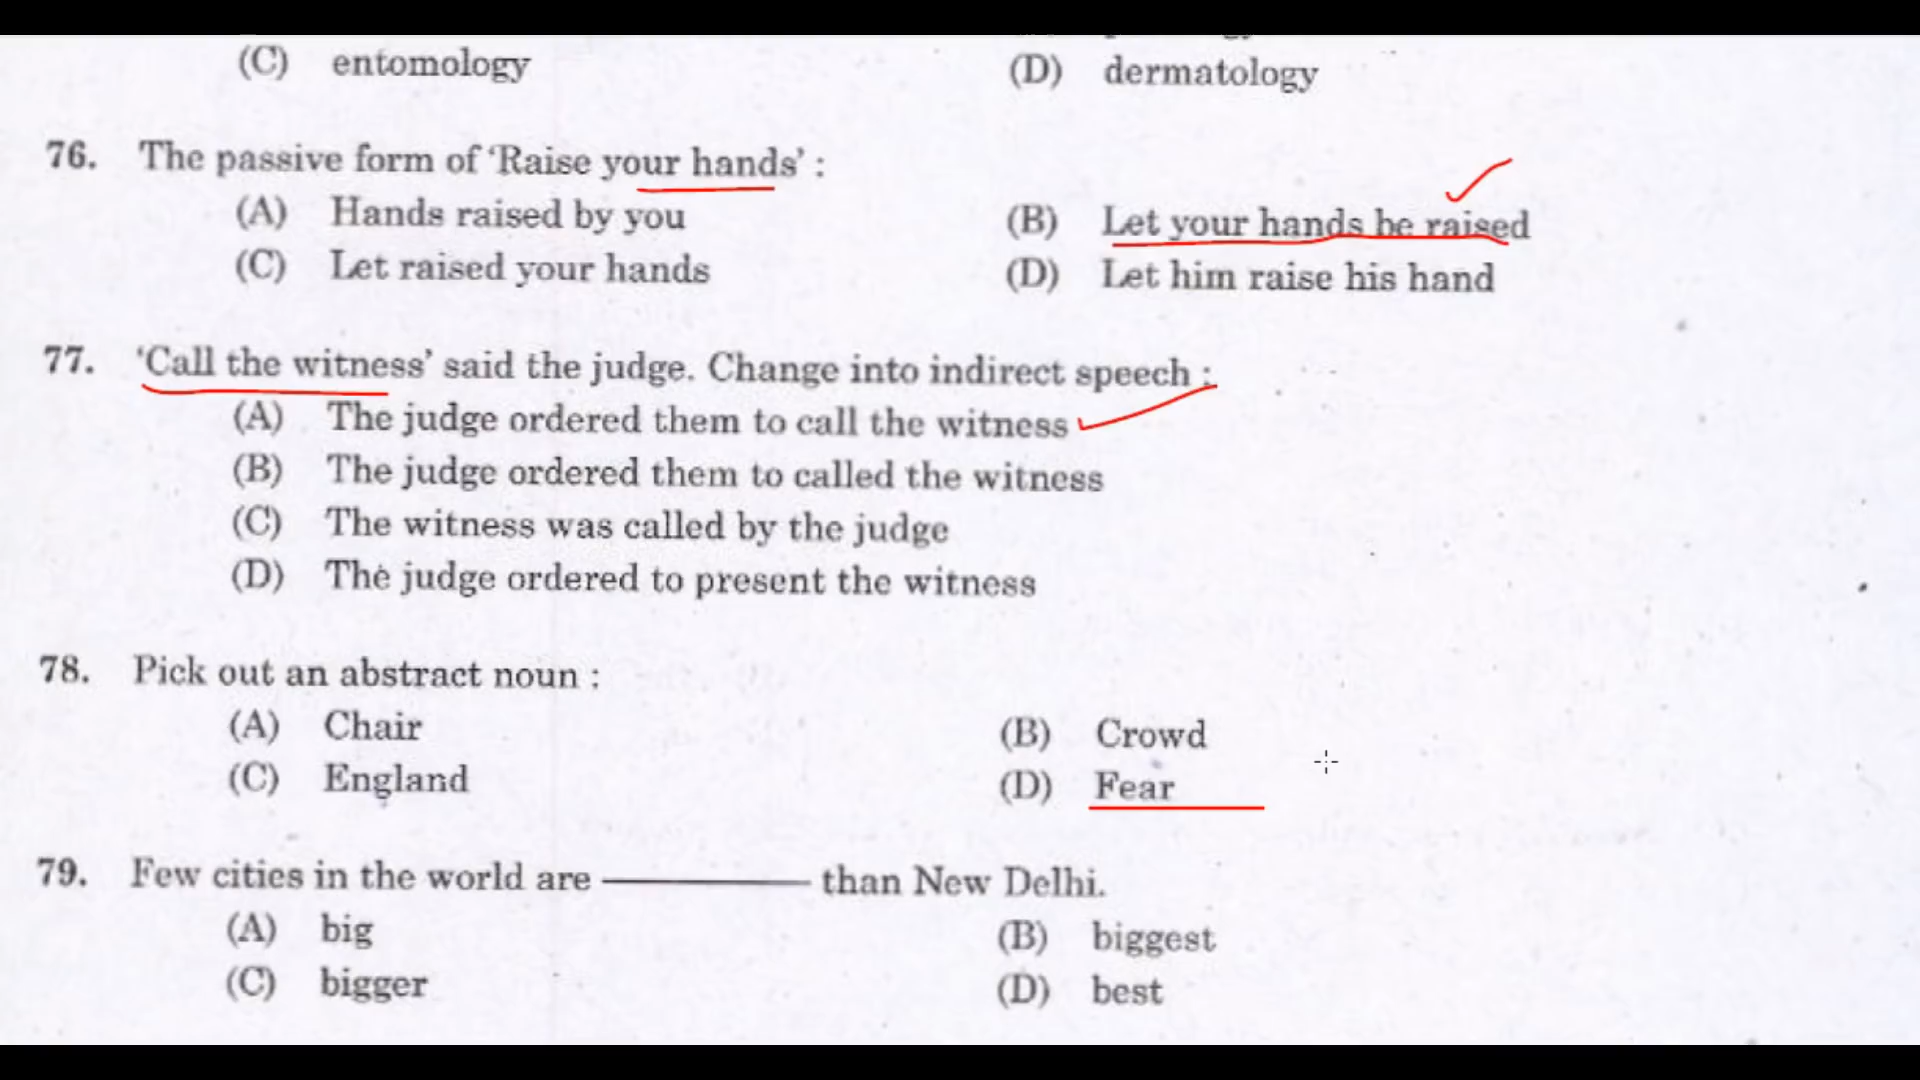 (C) entomology
(D) dermatology
76. The passive form of ‘Raise your hands’ :
(A) Hands raised by you
(B) Let your hands be raised
(C) Let raised your hands
(D) Let him raise his hand
77. ‘Call the witness’ said the judge. Change into indirect speech :
(A) The judge ordered them to call the witness
(B) The judge ordered them to called the witness
(C) The witness was called by the judge
(D) The judge ordered to present the witness
78. Pick out an abstract noun :
(A) Chair
(B) Crowd
(C) England
(D) Fear
79. Few cities in the world are ———— than New Delhi.
(A) big
(B) biggest
(C) bigger
(D) best